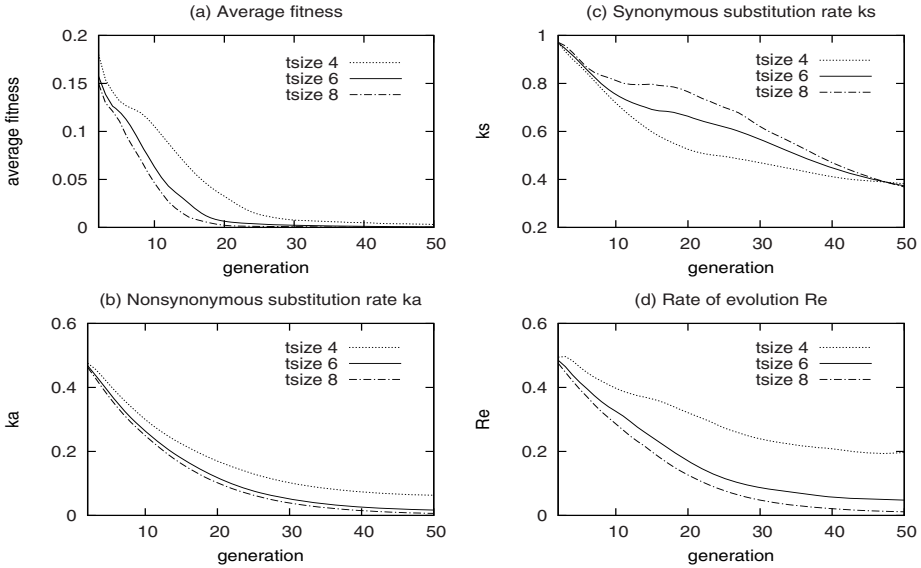 (a) Average fitness
0.2
0.15
0.1
0.05
0
average fitness
tsize 4
tsize 6
tsize 8
10
20
30
40
50
generation
(c) Synonymous substitution rate ks
1
0.8
0.6
0.4
0.2
ks
tsize 4
tsize 6
tsize 8
10
20
30
40
50
generation
(b) Nonsynonymous substitution rate ka
0.6
0.4
0.2
0
ka
tsize 4
tsize 6
tsize 8
10
20
30
40
50
generation
(d) Rate of evolution Re
0.6
0.4
0.2
0
Re
tsize 4
tsize 6
tsize 8
10
20
30
40
50
generation